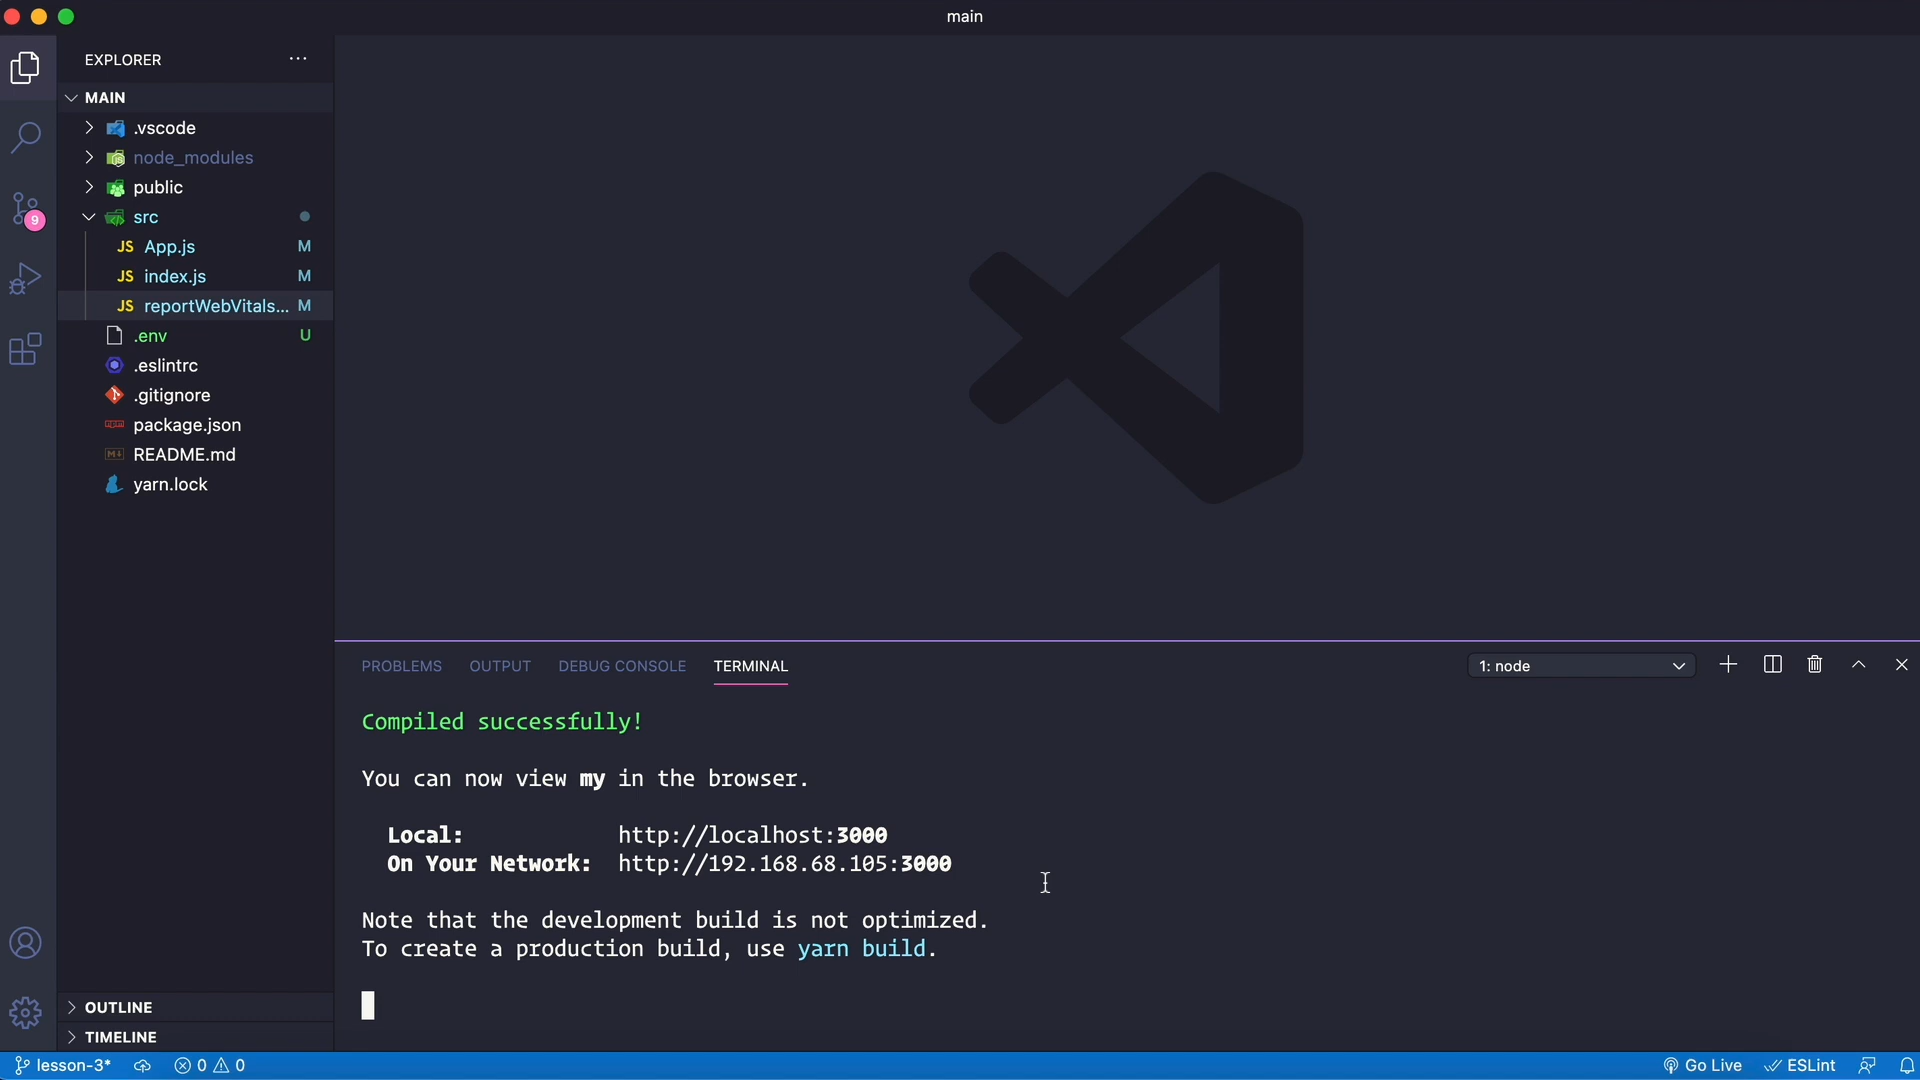 main
EXPLORER
MAIN
.vscode
node_modules
public
src
JS App.js M
JS index.js M
JS reportWebVitals... M
.env U
.eslintrc
.gitignore
package.json
README.md
yarn.lock
9
OUTLINE
TIMELINE
PROBLEMS OUTPUT DEBUG CONSOLE TERMINAL 1: node
Compiled successfully!
You can now view my in the browser.
Local: http://localhost:3000
On Your Network: http://192.168.68.105:3000
Note that the development build is not optimized.
To create a production build, use yarn build.
lesson-3* 0 0 Go Live ESLint